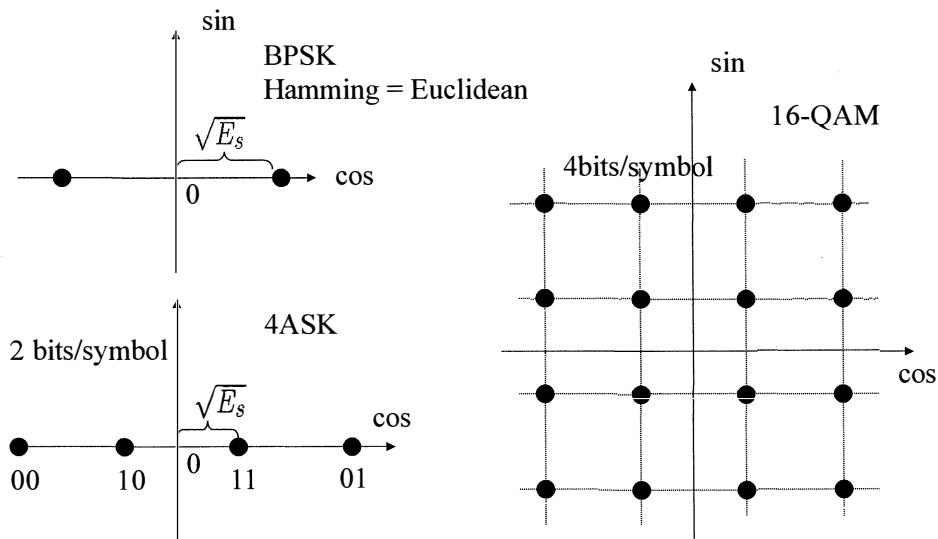 sin
BPSK
Hamming = Euclidean
√E_s
cos
0
4ASK
2 bits/symbol
√E_s
cos
0
00 10 11 01
sin
16-QAM
4bits/symbol
cos